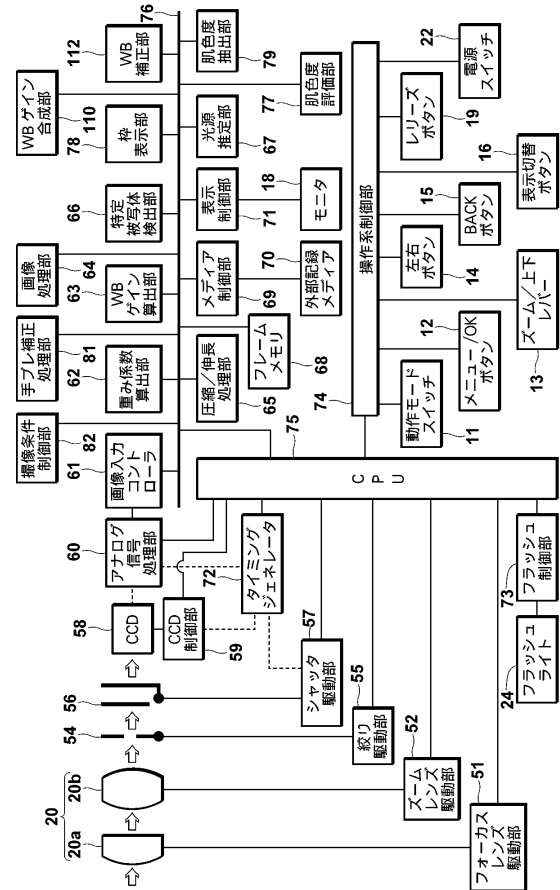 20
20a
20b
54
56
58
CCD
59
CCD
制御部
60
アナログ
信号
処理部
61
画像入力
コント
ローラ
82
撮像条件
制御部
62
重み係数
算出部
81
手ブレ補正
処理部
63
WB
ゲイン
算出部
64
画像
処理部
66
特定
被写体
検出部
78
枠
表示部
110
WBゲイン
合成部
112
WB
補正部
76
65
圧縮/伸長
処理部
68
フレーム
メモリ
69
メディア
制御部
70
外部記録
メディア
71
表示
制御部
18
モニタ
67
光源
推定部
77
肌色度
評価部
79
肌色度
抽出部
72
タイミング
ジェネレータ
57
シャッタ
駆動部
55
絞り
駆動部
52
ズーム
レンズ
駆動部
51
フォーカス
レンズ
駆動部
75
CPU
73
フラッシュ
制御部
24
フラッシュ
ライト
74
操作系制御部
11
動作モード
スイッチ
12
メニュー/OK
ボタン
13
ズーム/上下
レバー
14
左右
ボタン
15
BACK
ボタン
16
表示切替
ボタン
19
レリーズ
ボタン
22
電源
スイッチ